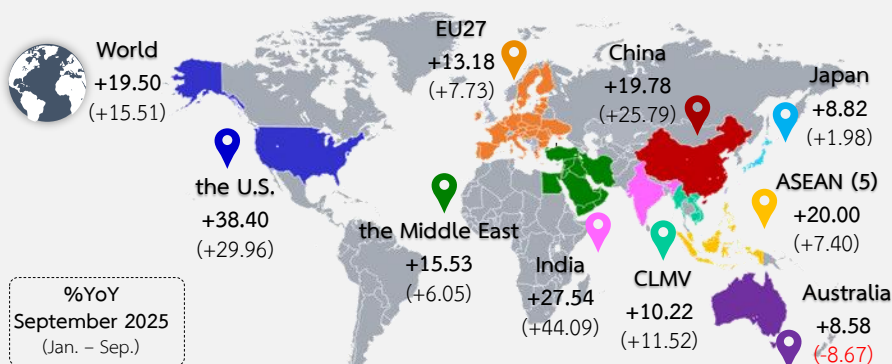 World
+19.50
(+15.51)
EU27
+13.18
(+7.73)
China
+19.78
(+25.79)
Japan
+8.82
(+1.98)
the U.S.
+38.40
(+29.96)
the Middle East
+15.53
(+6.05)
India
+27.54
(+44.09)
CLMV
+10.22
(+11.52)
ASEAN (5)
+20.00
(+7.40)
Australia
+8.58
(-8.67)
%YoY
September 2025
(Jan. – Sep.)